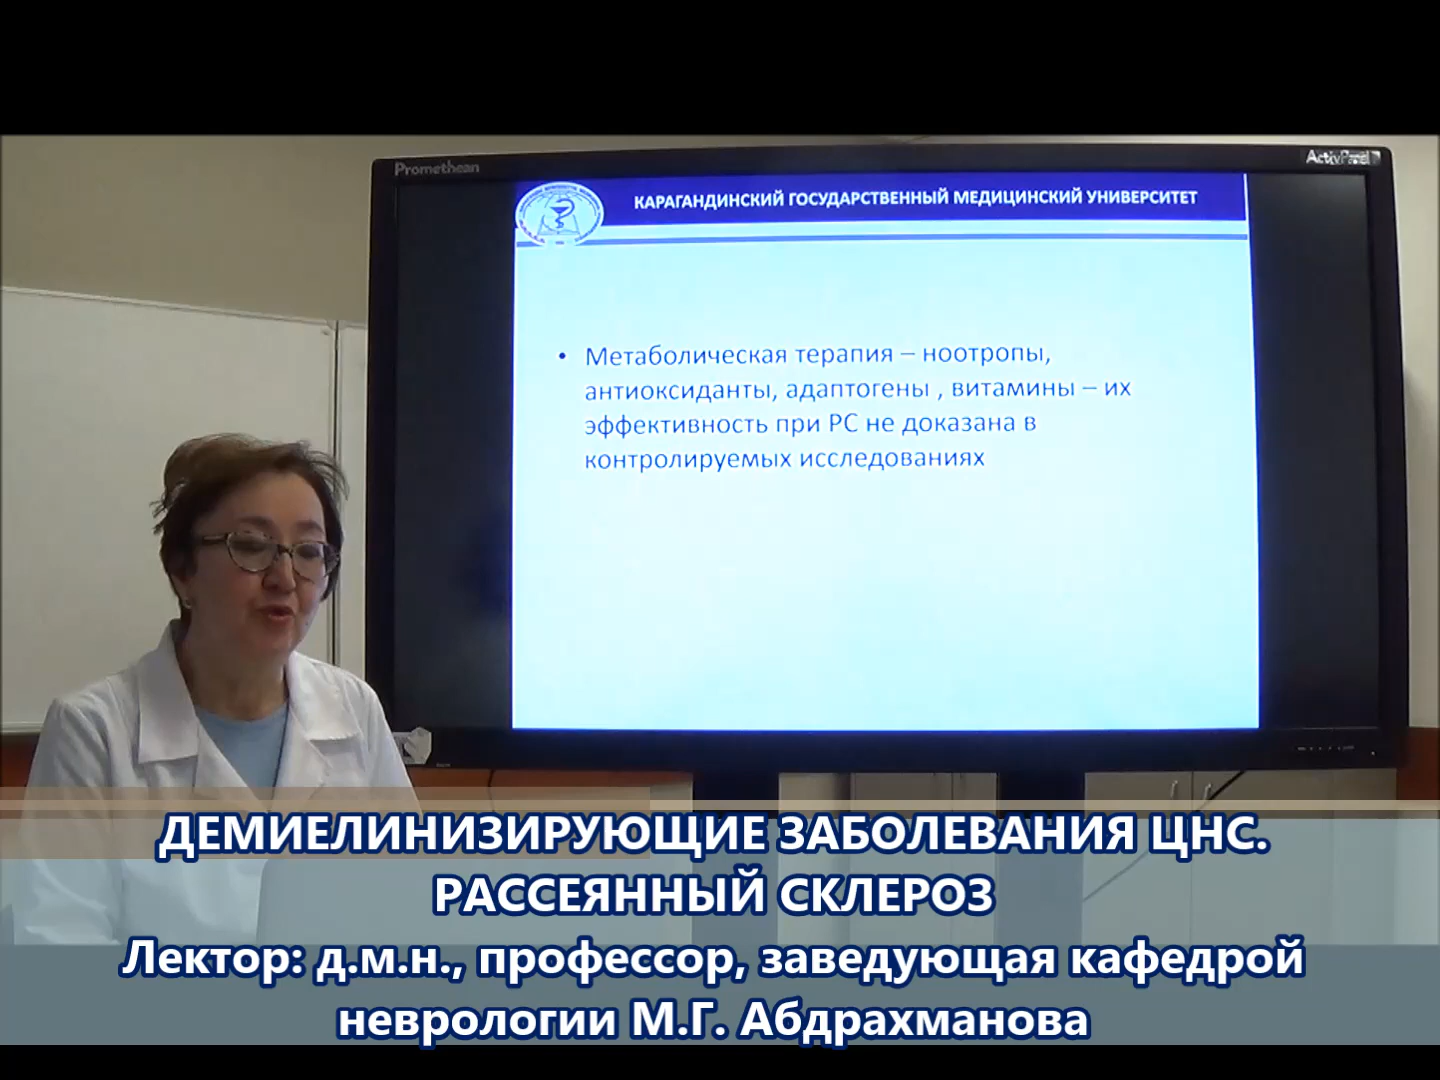 Promethean
ActivPanel
КАРАГАНДИНСКИЙ ГОСУДАРСТВЕННЫЙ МЕДИЦИНСКИЙ УНИВЕРСИТЕТ
• Метаболическая терапия – ноотропы,
антиоксиданты, адаптогены , витамины – их
эффективность при РС не доказана в
контролируемых исследованиях
ДЕМИЕЛИНИЗИРУЮЩИЕ ЗАБОЛЕВАНИЯ ЦНС.
РАССЕЯННЫЙ СКЛЕРОЗ
Лектор: д.м.н., профессор, заведующая кафедрой
неврологии М.Г. Абдрахманова